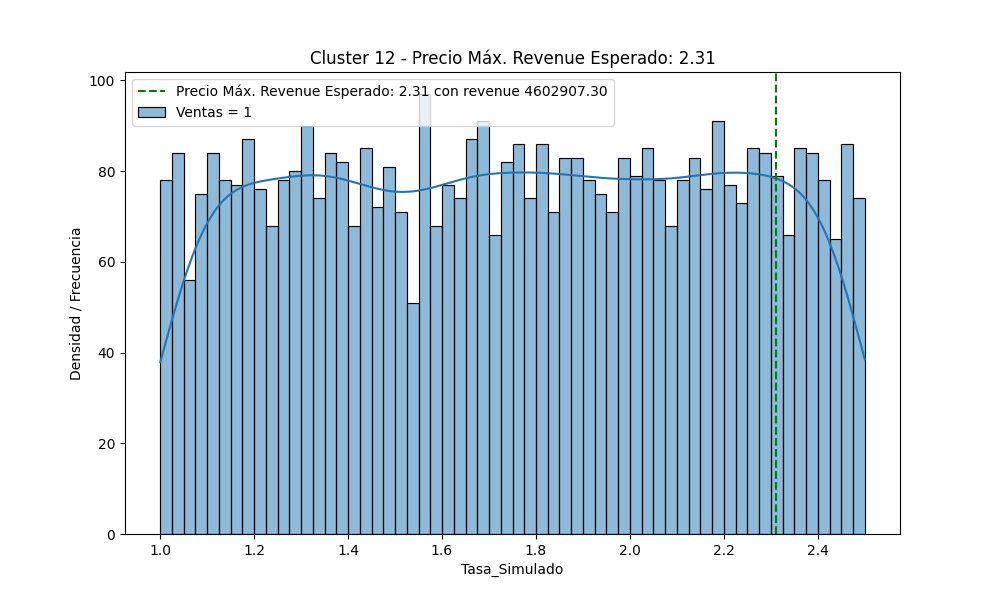 Cluster 12 - Precio Máx. Revenue Esperado: 2.31
Precio Máx. Revenue Esperado: 2.31 con revenue 4602907.30
Ventas = 1
Densidad / Frecuencia
100
80
60
40
20
0
1.0 1.2 1.4 1.6 1.8 2.0 2.2 2.4
Tasa_Simulado